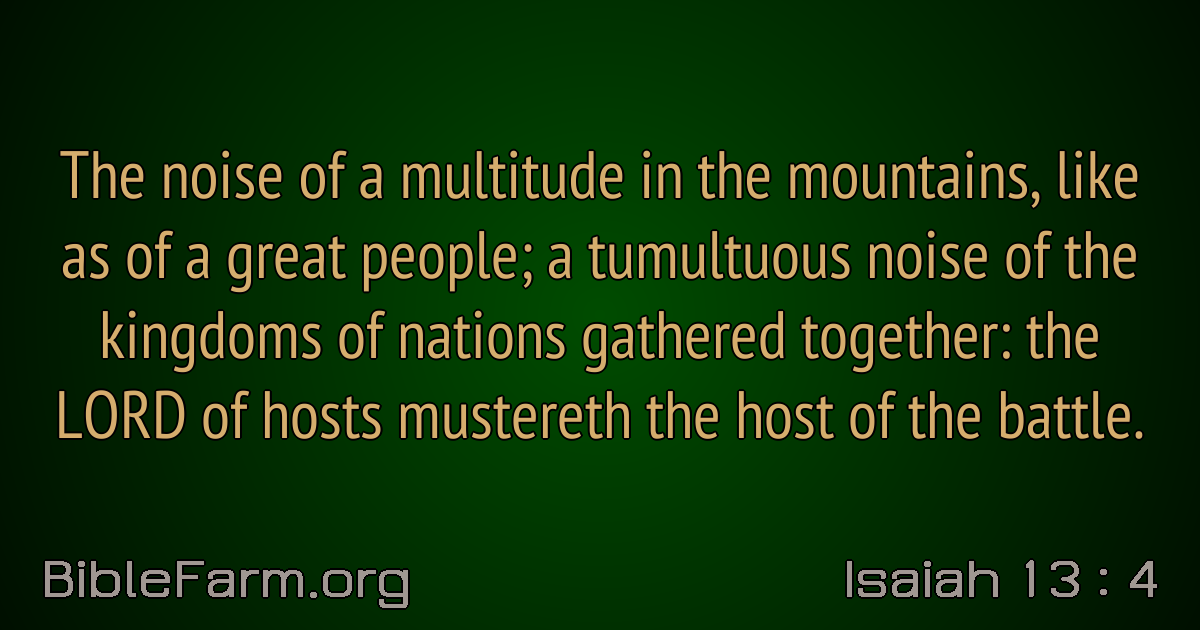 The noise of a multitude in the mountains, like
as of a great people; a tumultuous noise of the
kingdoms of nations gathered together: the
LORD of hosts mustereth the host of the battle.
BibleFarm.org
Isaiah 13 : 4